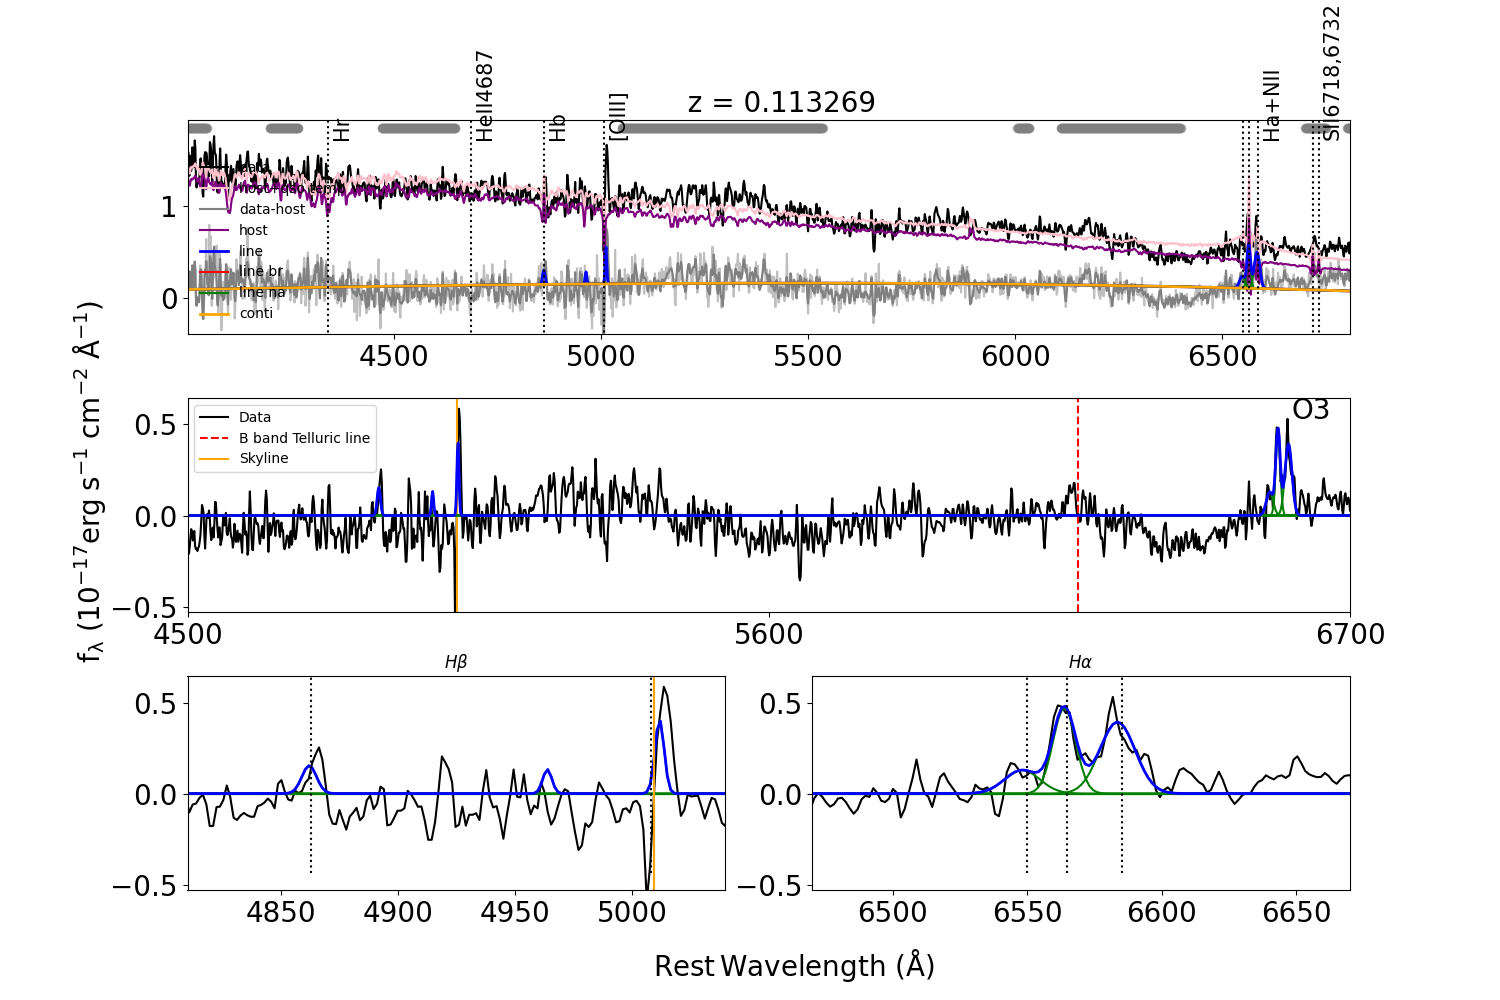 z = 0.113269
Hr
HeII4687
Hb
[OIII]
Ha+NII
SII6718,6732
data
data-host
host
line
line br
line na
conti
1
0
4500 5000 5500 6000 6500
Data
B band Telluric line
Skyline
O3
0.5
0.0
−0.5
4500 5600 6700
fλ (10⁻¹⁷erg s⁻¹ cm⁻² Å⁻¹)
Hβ
0.5
0.0
−0.5
4850 4900 4950 5000
Hα
0.5
0.0
−0.5
6500 6550 6600 6650
Rest Wavelength (Å)